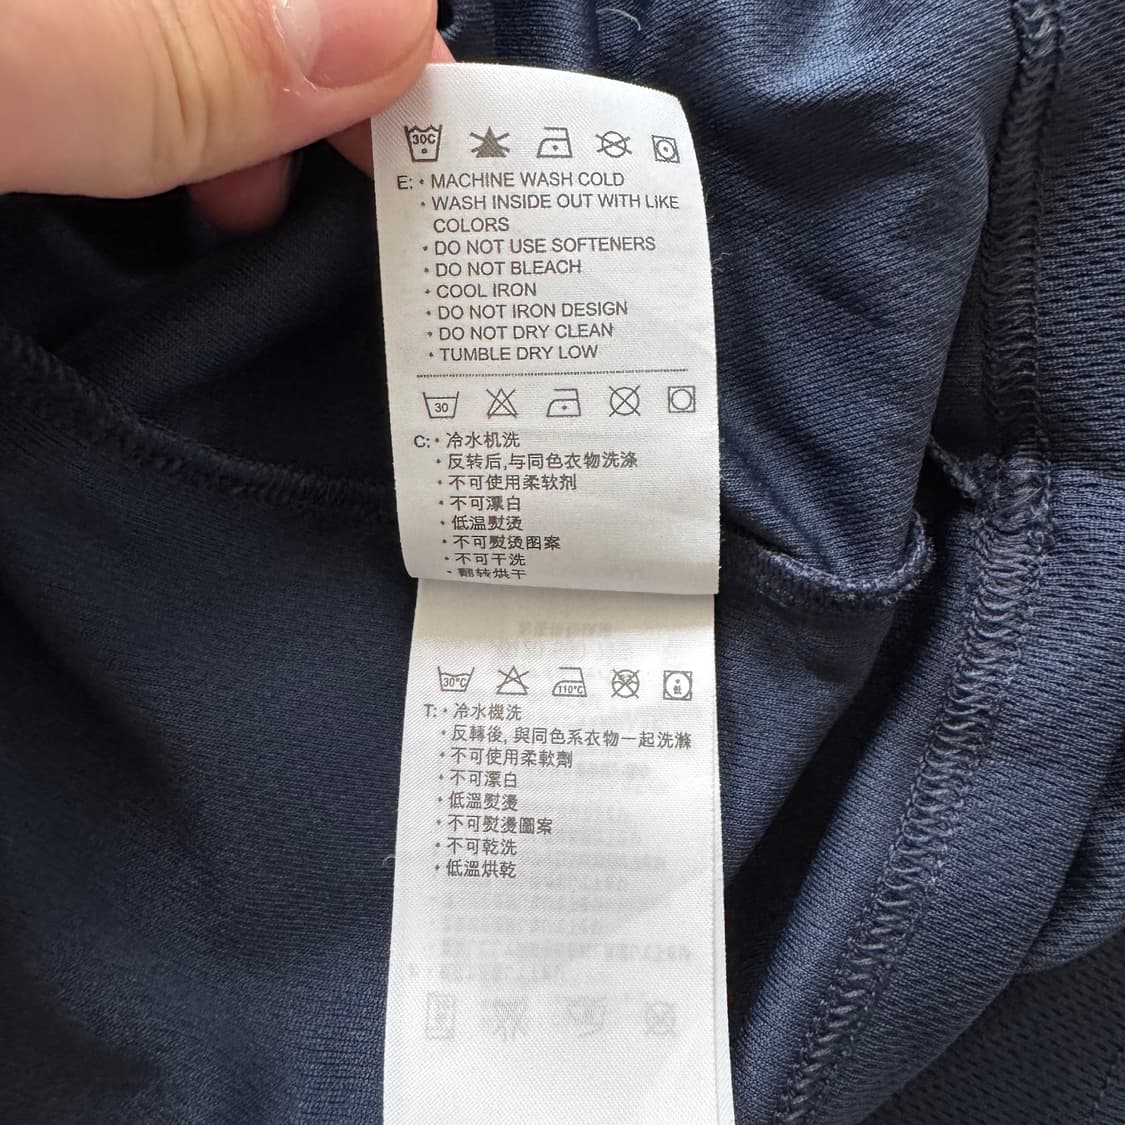 30C
E: • MACHINE WASH COLD
• WASH INSIDE OUT WITH LIKE
COLORS
• DO NOT USE SOFTENERS
• DO NOT BLEACH
• COOL IRON
• DO NOT IRON DESIGN
• DO NOT DRY CLEAN
• TUMBLE DRY LOW
30
C: • 冷水机洗
• 反转后,与同色衣物洗涤
• 不可使用柔软剂
• 不可漂白
• 低温熨烫
• 不可熨烫图案
• 不可干洗
• 翻转烘干
30°C 110°C 低
T: • 冷水機洗
• 反轉後, 與同色系衣物一起洗滌
• 不可使用柔軟劑
• 不可漂白
• 低溫熨燙
• 不可熨燙圖案
• 不可乾洗
• 低溫烘乾